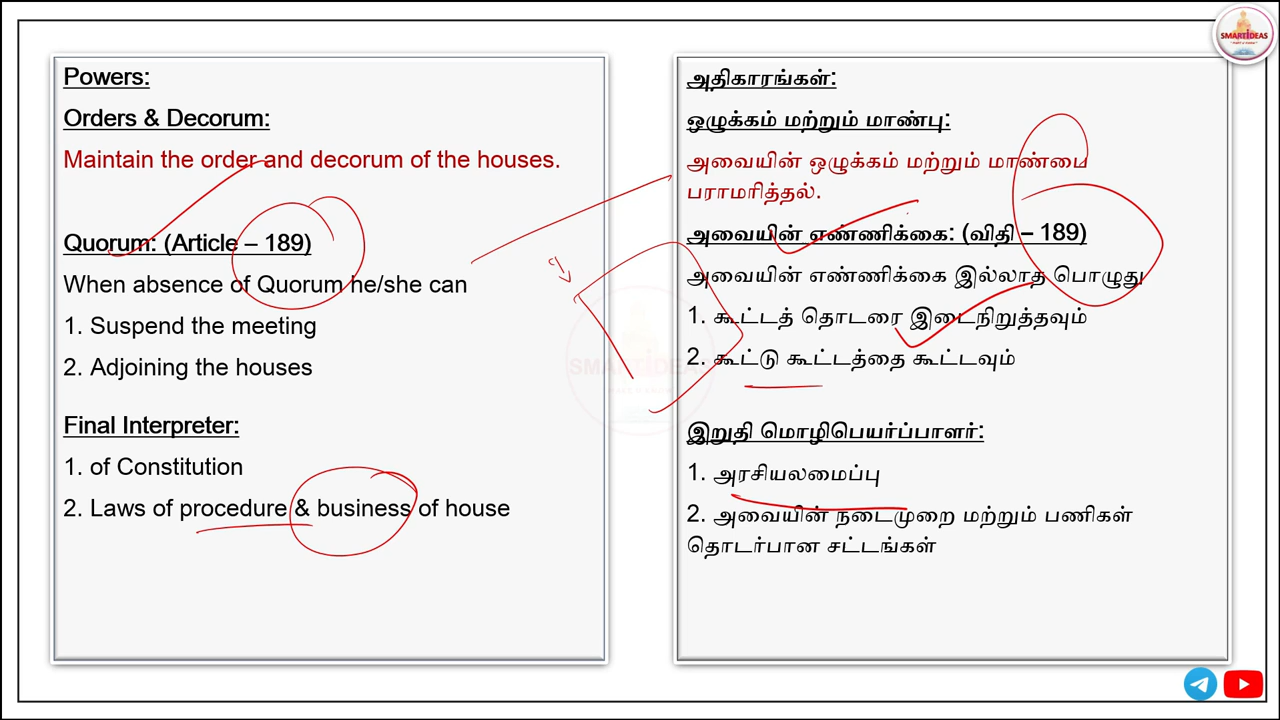 SMARTIDEAS
Powers:
Orders & Decorum:
Maintain the order and decorum of the houses.
Quorum: (Article – 189)
When absence of Quorum he/she can
1. Suspend the meeting
2. Adjoining the houses
Final Interpreter:
1. of Constitution
2. Laws of procedure & business of house
அதிகாரங்கள்:
ஒழுக்கம் மற்றும் மாண்பு:
அவையின் ஒழுக்கம் மற்றும் மாண்பை
பராமரித்தல்.
அவையின் எண்ணிக்கை: (விதி – 189)
அவையின் எண்ணிக்கை இல்லாத பொழுது
1. கூட்டத் தொடரை இடைநிறுத்தவும்
2. கூட்டு கூட்டத்தை கூட்டவும்
இறுதி மொழிபெயர்ப்பாளர்:
1. அரசியலமைப்பு
2. அவையின் நடைமுறை மற்றும் பணிகள்
தொடர்பான சட்டங்கள்
SMARTIDEAS